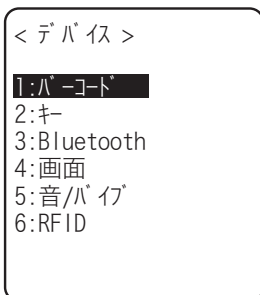 < ﾃﾞﾊﾞｲｽ >
1:ﾊﾞｰｺｰﾄﾞ
2:ｷｰ
3:Bluetooth
4:画面
5:音/ﾊﾞｲﾌﾞ
6:RFID